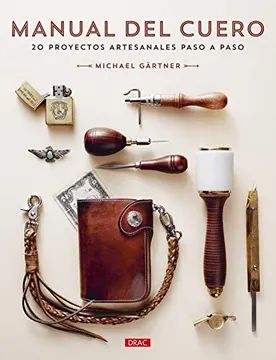 MANUAL DEL CUERO
20 PROYECTOS ARTESANALES PASO A PASO
MICHAEL GÄRTNER
DRAC